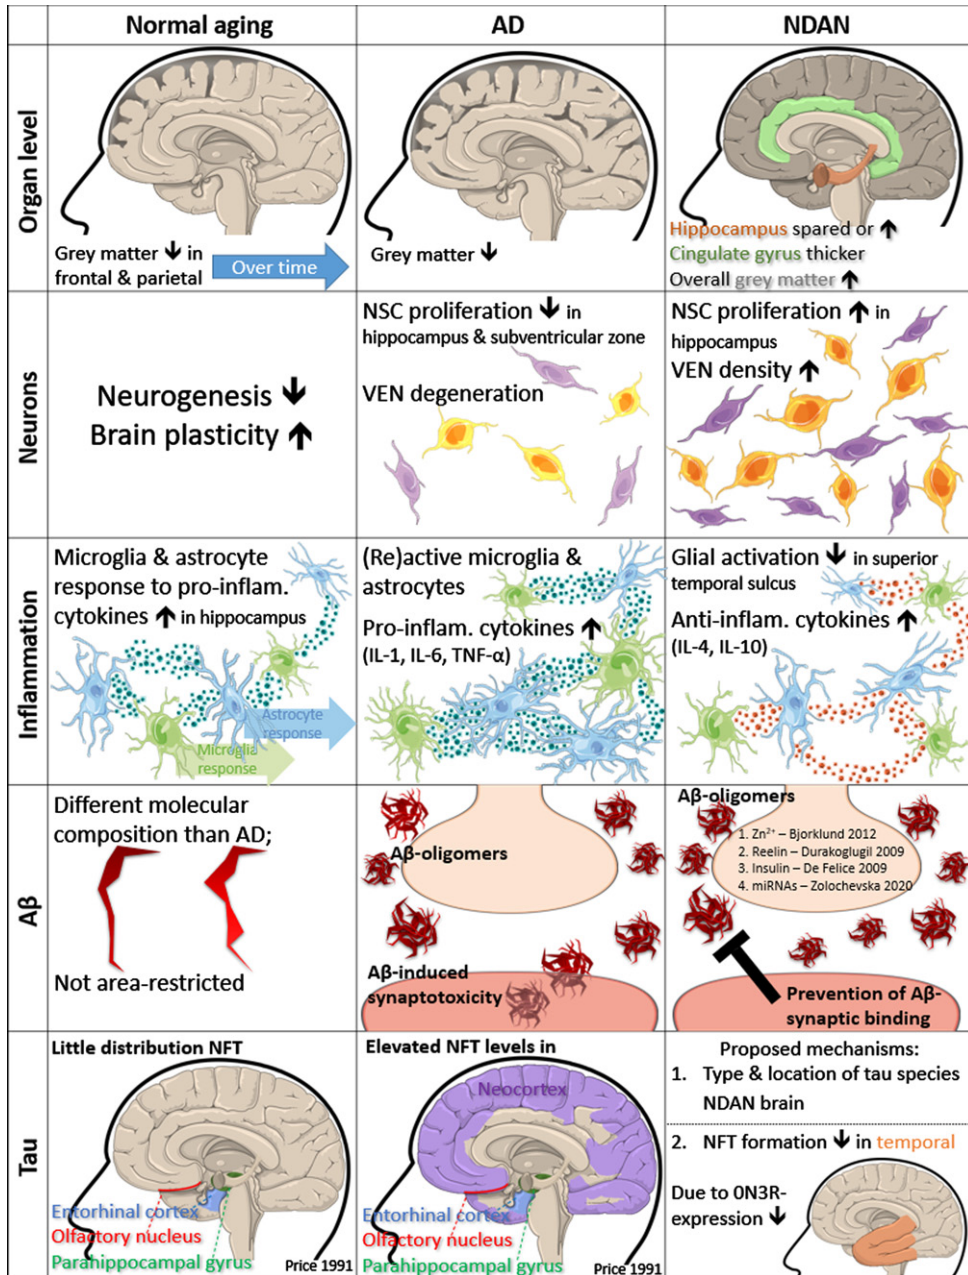 Normal aging
AD
NDAN
Organ level
Grey matter ↓ in
frontal & parietal
Over time
Grey matter ↓
Hippocampus spared or ↑
Cingulate gyrus thicker
Overall grey matter ↑
Neurons
Neurogenesis ↓
Brain plasticity ↑
NSC proliferation ↓ in
hippocampus & subventricular zone
VEN degeneration
NSC proliferation ↑ in
hippocampus
VEN density ↑
Inflammation
Microglia & astrocyte
response to pro-inflam.
cytokines ↑ in hippocampus
Astrocyte
response
Microglia
response
(Re)active microglia &
astrocytes
Pro-inflam. cytokines ↑
(IL-1, IL-6, TNF-α)
Glial activation ↓ in superior
temporal sulcus
Anti-inflam. cytokines ↑
(IL-4, IL-10)
Aβ
Different molecular
composition than AD;
Not area-restricted
Aβ-oligomers
Aβ-induced
synaptotoxicity
Aβ-oligomers
1. Zn²⁺ – Bjorklund 2012
2. Reelin – Durakoglugil 2009
3. Insulin – De Felice 2009
4. miRNAs – Zolochevska 2020
Prevention of Aβ-
synaptic binding
Tau
Little distribution NFT
Entorhinal cortex
Olfactory nucleus
Parahippocampal gyrus
Price 1991
Elevated NFT levels in
Neocortex
Entorhinal cortex
Olfactory nucleus
Parahippocampal gyrus
Price 1991
Proposed mechanisms:
1. Type & location of tau species
NDAN brain
2. NFT formation ↓ in temporal
Due to 0N3R-
expression ↓